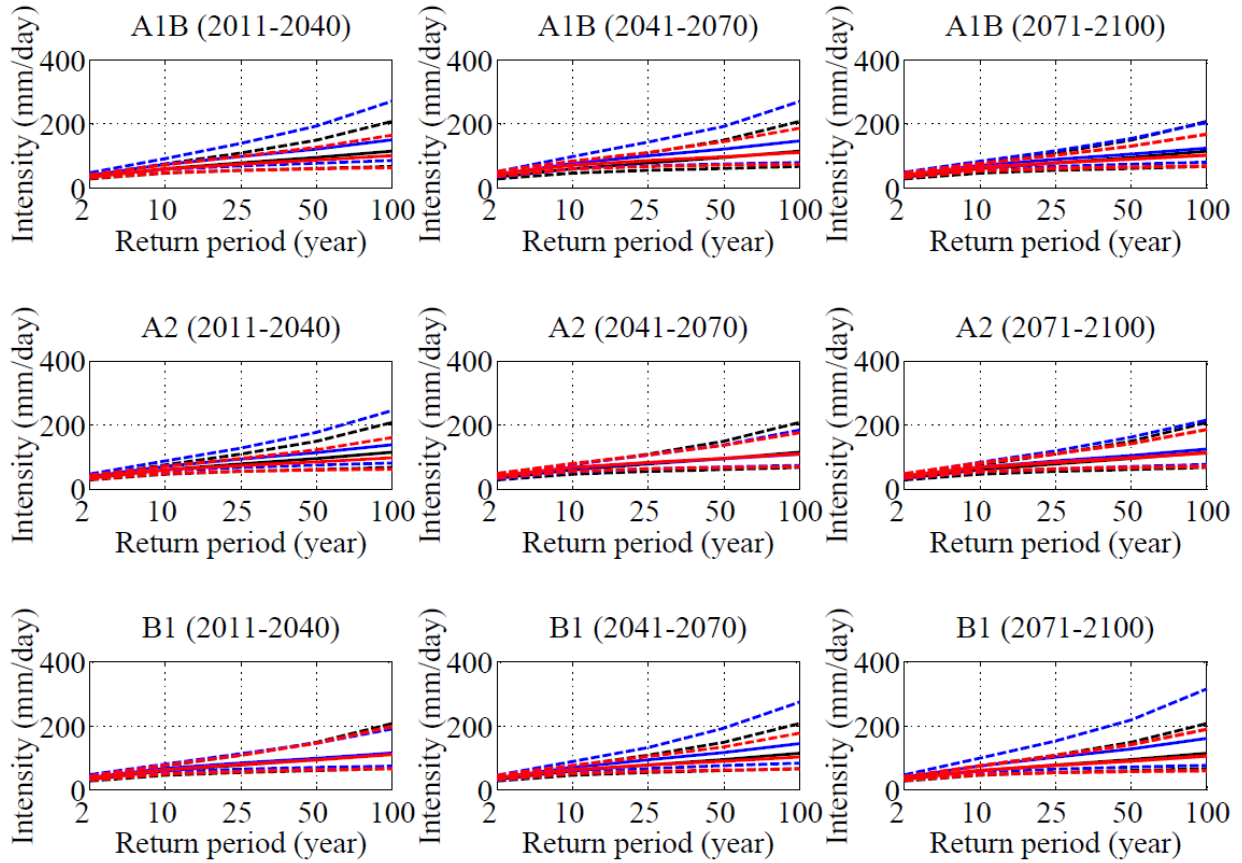 A1B (2011-2040)
Intensity (mm/day)
400
200
0
2 10 25 50 100
Return period (year)
A1B (2041-2070)
Intensity (mm/day)
400
200
0
2 10 25 50 100
Return period (year)
A1B (2071-2100)
Intensity (mm/day)
400
200
0
2 10 25 50 100
Return period (year)
A2 (2011-2040)
Intensity (mm/day)
400
200
0
2 10 25 50 100
Return period (year)
A2 (2041-2070)
Intensity (mm/day)
400
200
0
2 10 25 50 100
Return period (year)
A2 (2071-2100)
Intensity (mm/day)
400
200
0
2 10 25 50 100
Return period (year)
B1 (2011-2040)
Intensity (mm/day)
400
200
0
2 10 25 50 100
Return period (year)
B1 (2041-2070)
Intensity (mm/day)
400
200
0
2 10 25 50 100
Return period (year)
B1 (2071-2100)
Intensity (mm/day)
400
200
0
2 10 25 50 100
Return period (year)